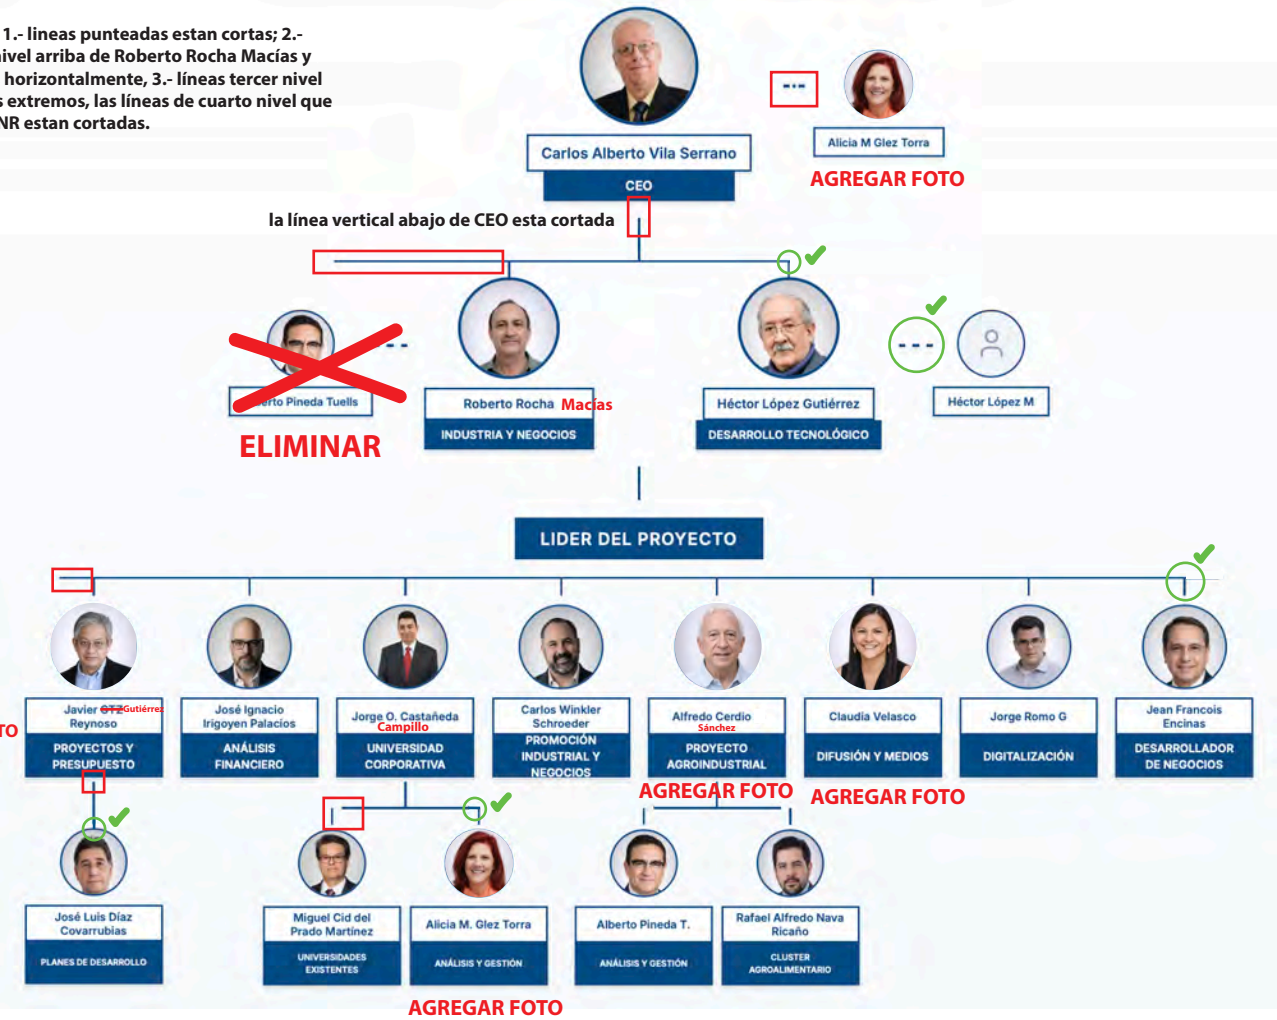 1.- lineas punteadas estan cortas; 2.-
nivel arriba de Roberto Rocha Macías y
horizontalmente, 3.- líneas tercer nivel
s extremos, las líneas de cuarto nivel que
NR estan cortadas.
Carlos Alberto Vila Serrano
CEO
Alicia M Glez Torra
AGREGAR FOTO
la línea vertical abajo de CEO esta cortada
erto Pineda Tuells
ELIMINAR
Roberto Rocha Macías
INDUSTRIA Y NEGOCIOS
Héctor López Gutiérrez
DESARROLLO TECNOLÓGICO
Héctor López M
LIDER DEL PROYECTO
TO
Javier GTZ Gutiérrez
Reynoso
PROYECTOS Y
PRESUPUESTO
José Ignacio
Irigoyen Palacios
ANÁLISIS
FINANCIERO
Jorge O. Castañeda
Campillo
UNIVERSIDAD
CORPORATIVA
Carlos Winkler
Schroeder
PROMOCIÓN
INDUSTRIAL Y
NEGOCIOS
Alfredo Cerdio
Sánchez
PROYECTO
AGROINDUSTRIAL
AGREGAR FOTO
Claudia Velasco
DIFUSIÓN Y MEDIOS
AGREGAR FOTO
Jorge Romo G
DIGITALIZACIÓN
Jean Francois
Encinas
DESARROLLADOR
DE NEGOCIOS
José Luis Díaz
Covarrubias
PLANES DE DESARROLLO
Miguel Cid del
Prado Martínez
UNIVERSIDADES
EXISTENTES
Alicia M. Glez Torra
ANÁLISIS Y GESTIÓN
AGREGAR FOTO
Alberto Pineda T.
ANÁLISIS Y GESTIÓN
Rafael Alfredo Nava
Ricaño
CLUSTER
AGROALIMENTARIO